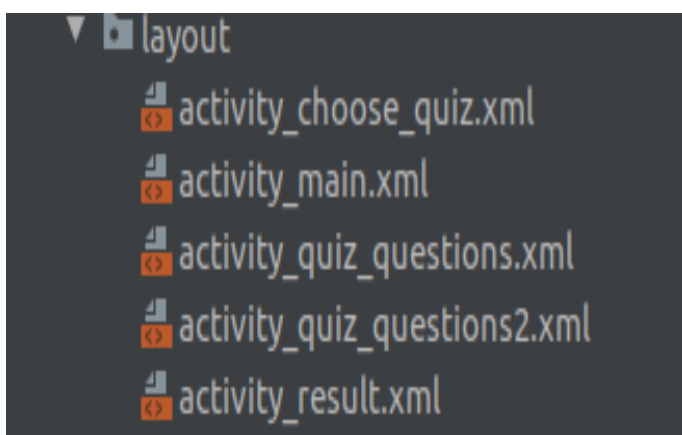 layout
activity_choose_quiz.xml
activity_main.xml
activity_quiz_questions.xml
activity_quiz_questions2.xml
activity_result.xml